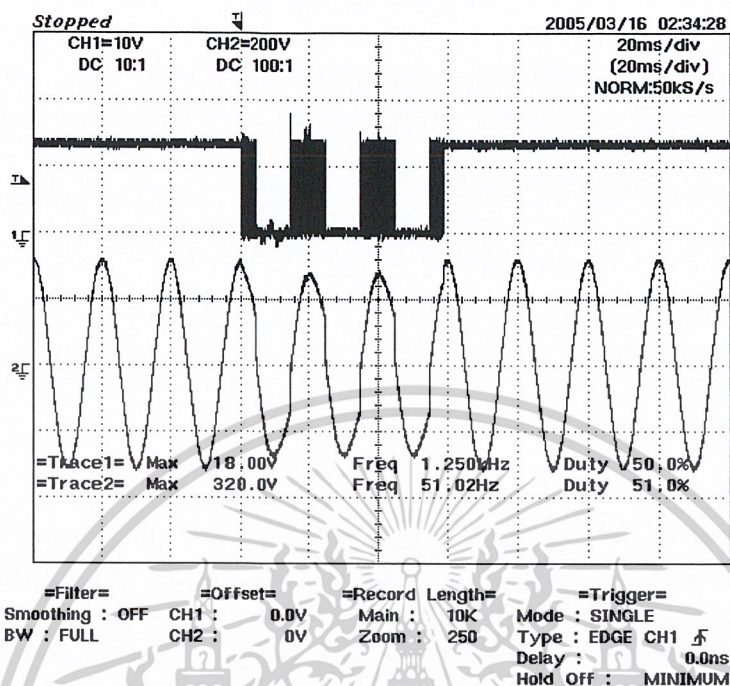 Stopped 2005/03/16 02:34:28
CH1=10V CH2=200V 20ms/div
DC 10:1 DC 100:1 (20ms/div)
NORM:50kS/s
=Trace1= Max 18.00V Freq 1.250kHz Duty 50.0%
=Trace2= Max 320.0V Freq 51.02Hz Duty 51.0%
=Filter= =Offset= =Record Length= =Trigger=
Smoothing : OFF CH1 : 0.0V Main : 10K Mode : SINGLE
BW : FULL CH2 : 0V Zoom : 250 Type : EDGE CH1
Delay : 0.0ns
Hold Off : MINIMUM